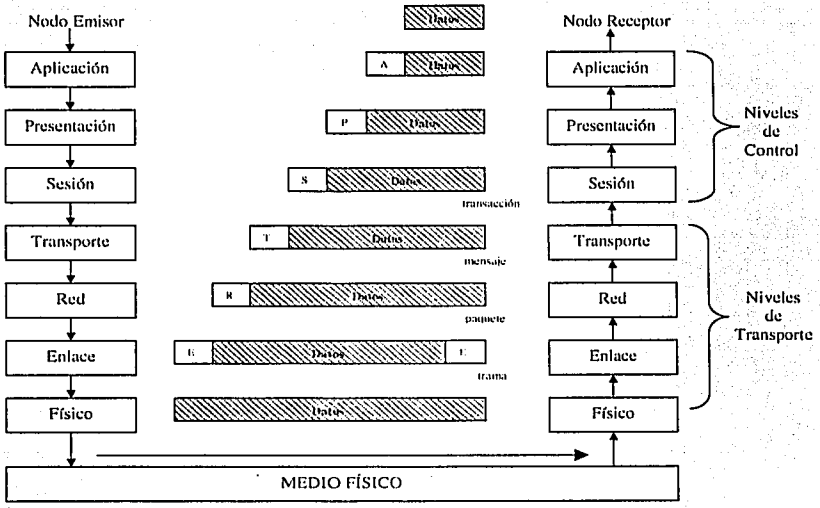 Nodo Emisor
Datos
Nodo Receptor
Aplicación
A
Datos
Aplicación
Presentación
P
Datos
Presentación
Niveles
de
Control
Sesión
S
Datos
Sesión
transacción
Transporte
T
Datos
Transporte
mensaje
Red
R
Datos
Red
paquete
Niveles
de
Transporte
Enlace
E
Datos
E
Enlace
trama
Físico
Datos
Físico
MEDIO FÍSICO